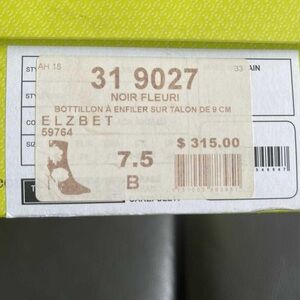 AH 18
31 9027
NOIR FLEURI
BOTTILLON À ENFILER SUR TALON DE 9 CM
ELZBET
59764
$ 315.00
7.5
B